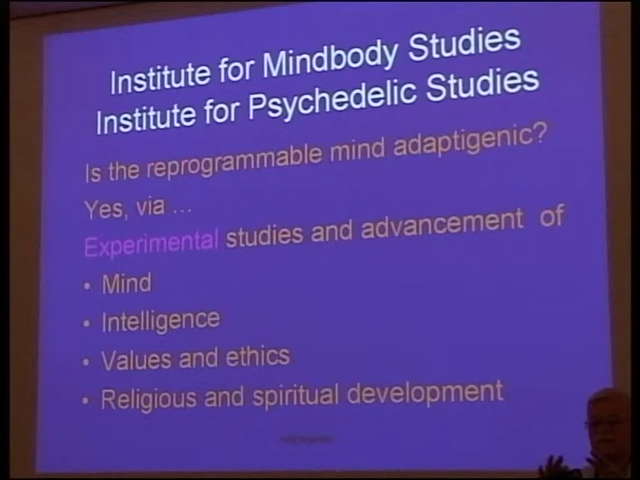 Institute for Mindbody Studies
Institute for Psychedelic Studies
Is the reprogrammable mind adaptigenic?
Yes, via ...
Experimental studies and advancement of
• Mind
• Intelligence
• Values and ethics
• Religious and spiritual development